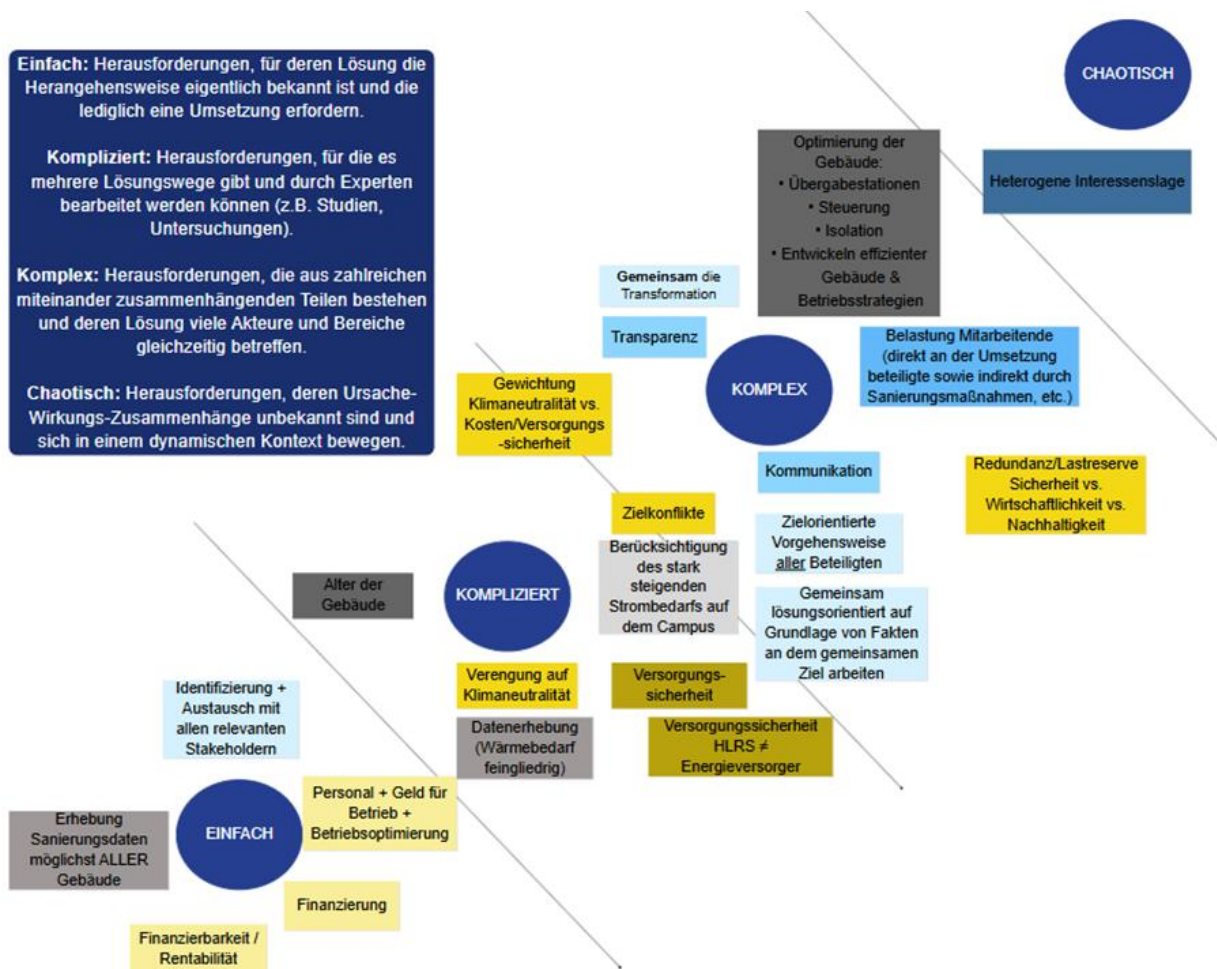 Einfach: Herausforderungen, für deren Lösung die
Herangehensweise eigentlich bekannt ist und die
lediglich eine Umsetzung erfordern.
Kompliziert: Herausforderungen, für die es
mehrere Lösungswege gibt und durch Experten
bearbeitet werden können (z.B. Studien,
Untersuchungen).
Komplex: Herausforderungen, die aus zahlreichen
miteinander zusammenhängenden Teilen bestehen
und deren Lösung viele Akteure und Bereiche
gleichzeitig betreffen.
Chaotisch: Herausforderungen, deren Ursache-
Wirkungs-Zusammenhänge unbekannt sind und
sich in einem dynamischen Kontext bewegen.
CHAOTISCH
Heterogene Interessenslage
Optimierung der
Gebäude:
• Übergabestationen
• Steuerung
• Isolation
• Entwickeln effizienter
Gebäude &
Betriebsstrategien
Gemeinsam die
Transformation
Transparenz
KOMPLEX
Belastung Mitarbeitende
(direkt an der Umsetzung
beteiligte sowie indirekt durch
Sanierungsmaßnahmen, etc.)
Gewichtung
Klimaneutralität vs.
Kosten/Versorgungs
-sicherheit
Kommunikation
Redundanz/Lastreserve
Sicherheit vs.
Wirtschaftlichkeit vs.
Nachhaltigkeit
Zielkonflikte
Zielorientierte
Vorgehensweise
aller Beteiligten
Berücksichtigung
des stark
steigenden
Strombedarfs auf
dem Campus
Alter der
Gebäude
KOMPLIZIERT
Gemeinsam
lösungsorientiert auf
Grundlage von Fakten
an dem gemeinsamen
Ziel arbeiten
Verengung auf
Klimaneutralität
Versorgungs-
sicherheit
Identifizierung +
Austausch mit
allen relevanten
Stakeholdern
Datenerhebung
(Wärmebedarf
feingliedrig)
Versorgungssicherheit
HLRS ≠
Energieversorger
Erhebung
Sanierungsdaten
möglichst ALLER
Gebäude
EINFACH
Personal + Geld für
Betrieb +
Betriebsoptimierung
Finanzierung
Finanzierbarkeit /
Rentabilität